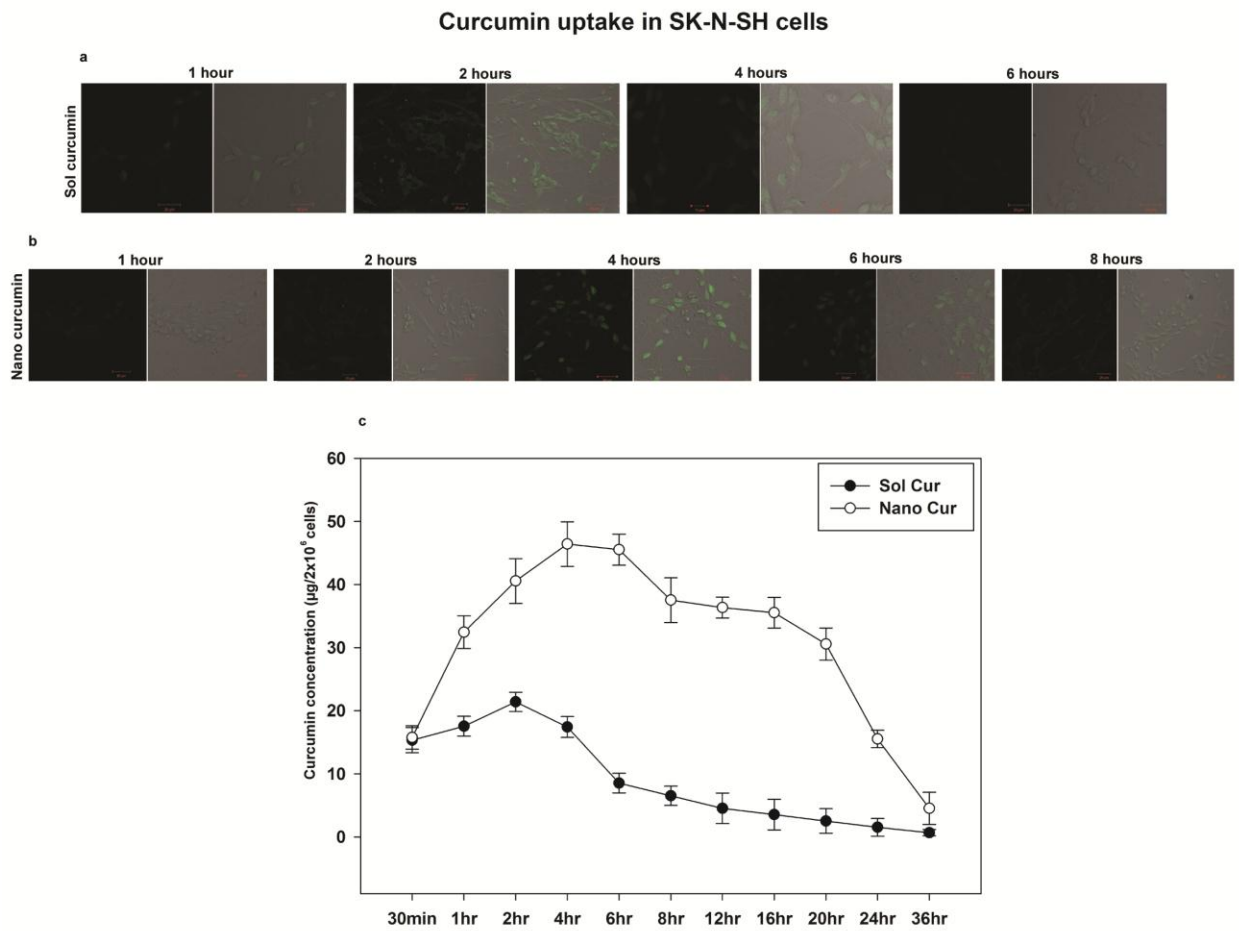 Curcumin uptake in SK-N-SH cells
a
1 hour 2 hours 4 hours 6 hours
Sol curcumin
b
1 hour 2 hours 4 hours 6 hours 8 hours
Nano curcumin
c
Curcumin concentration (µg/2x10⁶ cells)
60
50
40
30
20
10
0
Sol Cur
Nano Cur
30min 1hr 2hr 4hr 6hr 8hr 12hr 16hr 20hr 24hr 36hr